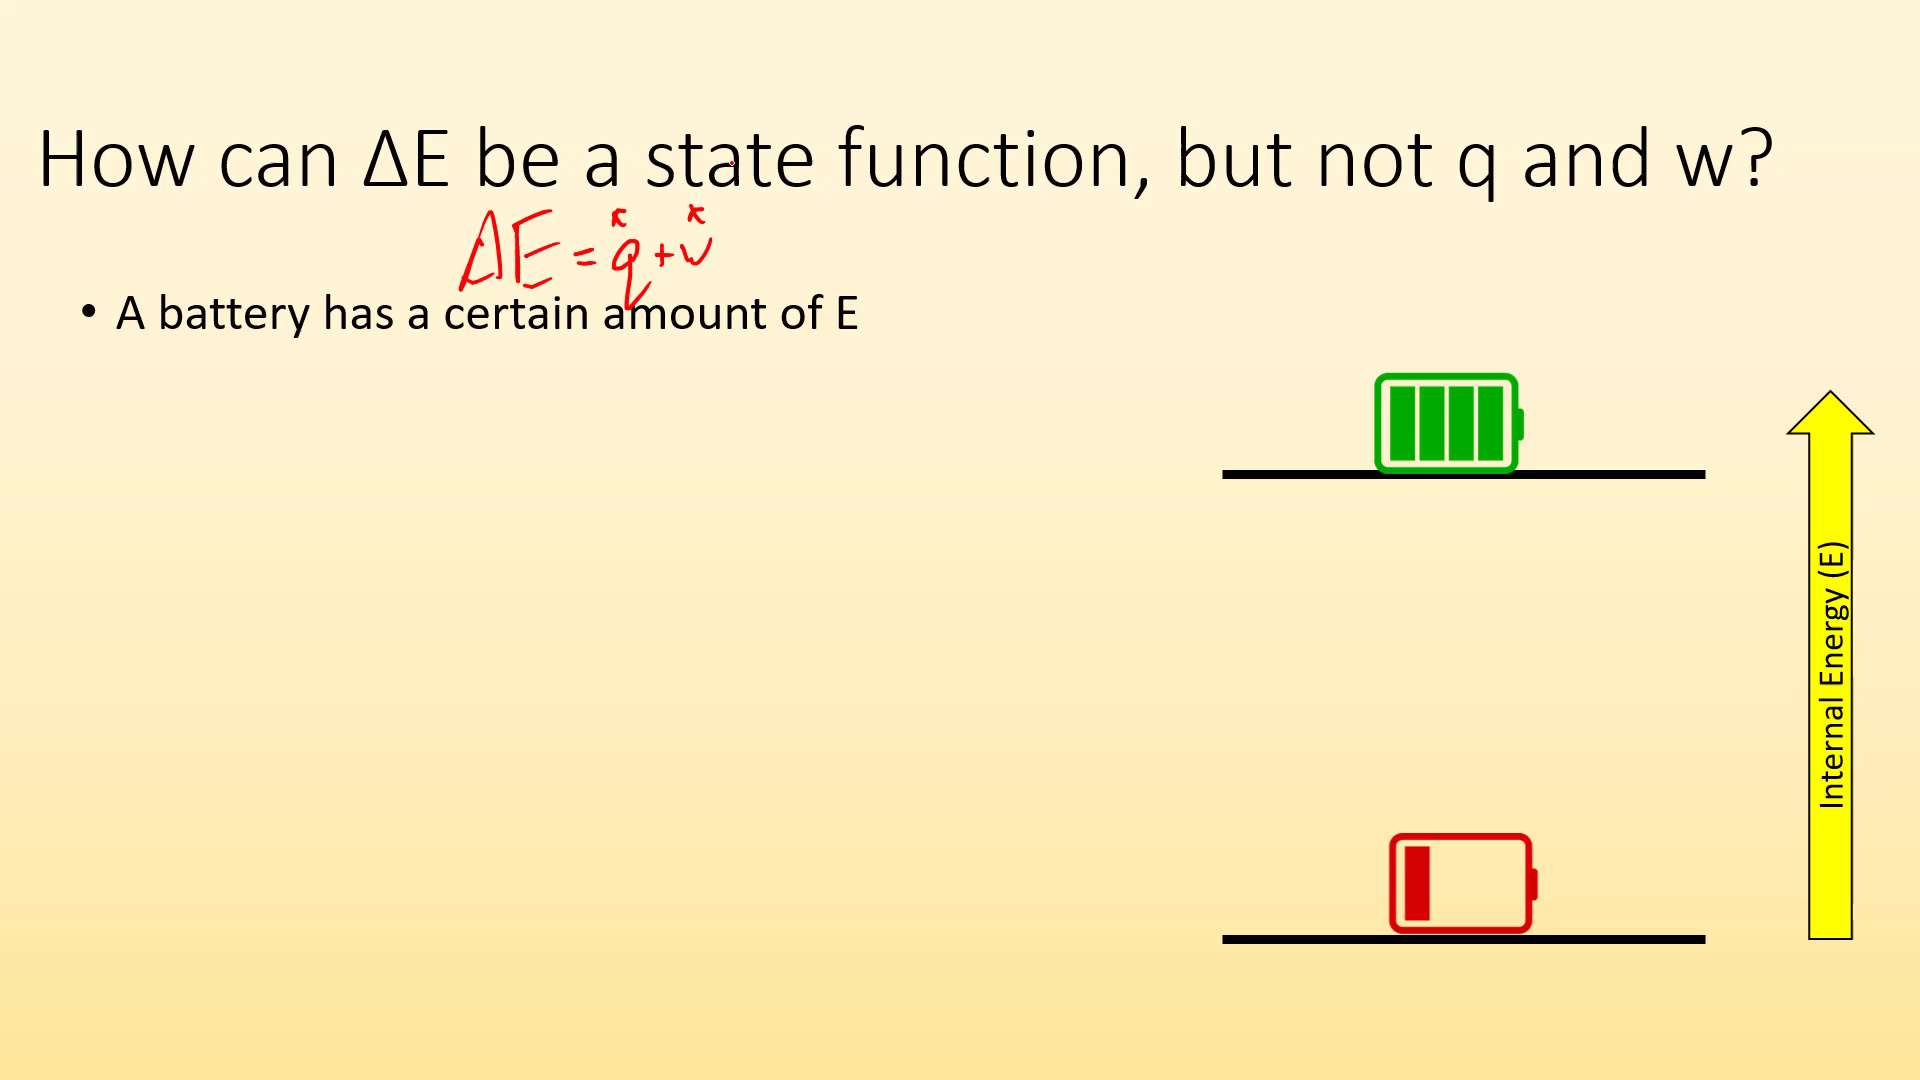 How can ΔE be a state function, but not q and w?
x x
ΔE = q + w
• A battery has a certain amount of E
Internal Energy (E)